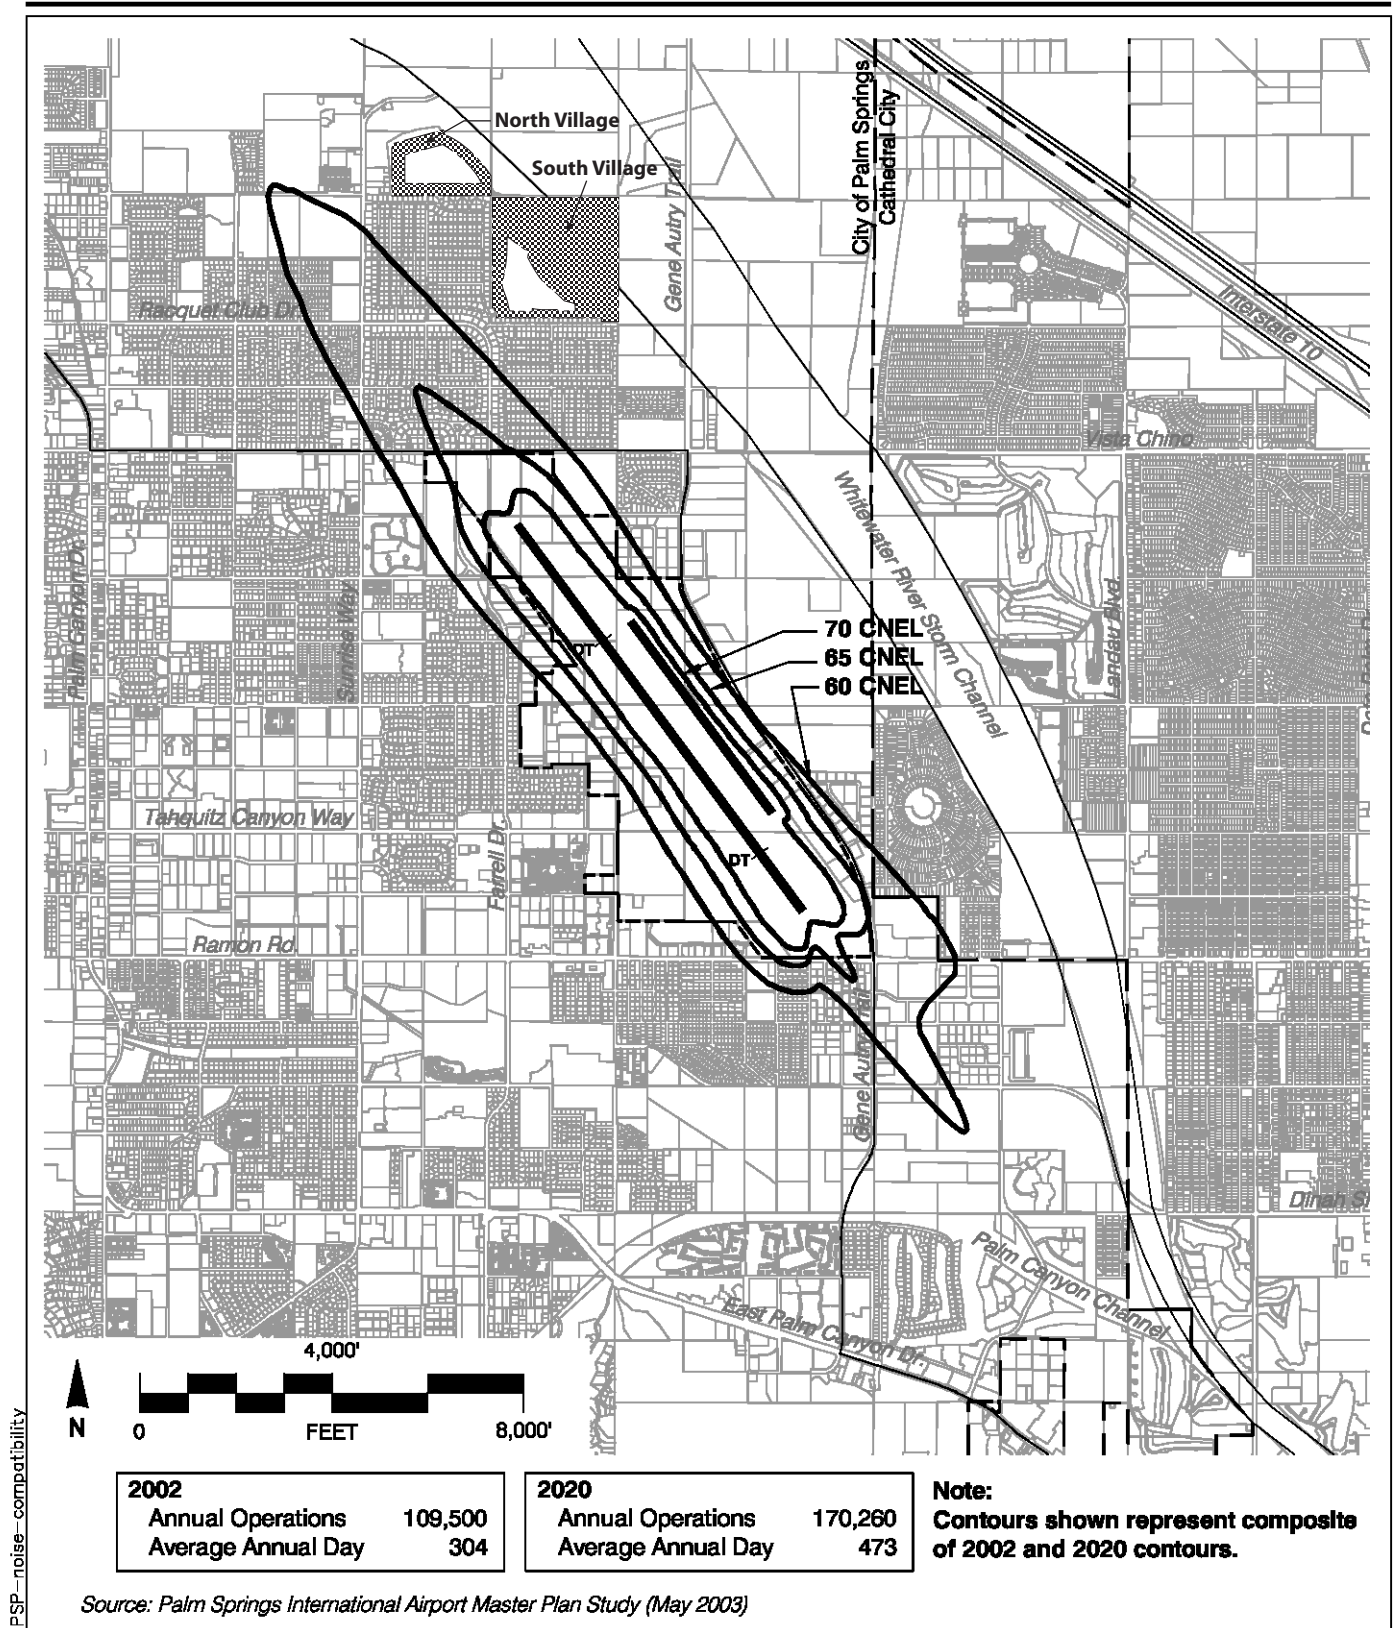 North Village
South Village
Gene Autry Trail
City of Palm Springs
Cathedral City
Interstate 10
Racquet Club Dr.
Vista Chino
Whitewater River Storm Channel
Palm Canyon Dr.
Sunrise Way
Landau Blvd.
70 CNEL
65 CNEL
60 CNEL
DT
Tahquitz Canyon Way
Farrell Dr.
DT
Ramon Rd.
Gene Autry Trail
Dinah S
Palm Canyon Channel
East Palm Canyon Dr.
4,000'
N
0
FEET
8,000'
2002
Annual Operations 109,500
Average Annual Day 304
2020
Annual Operations 170,260
Average Annual Day 473
Note:
Contours shown represent composite
of 2002 and 2020 contours.
Source: Palm Springs International Airport Master Plan Study (May 2003)
PSP-noise-compatibility